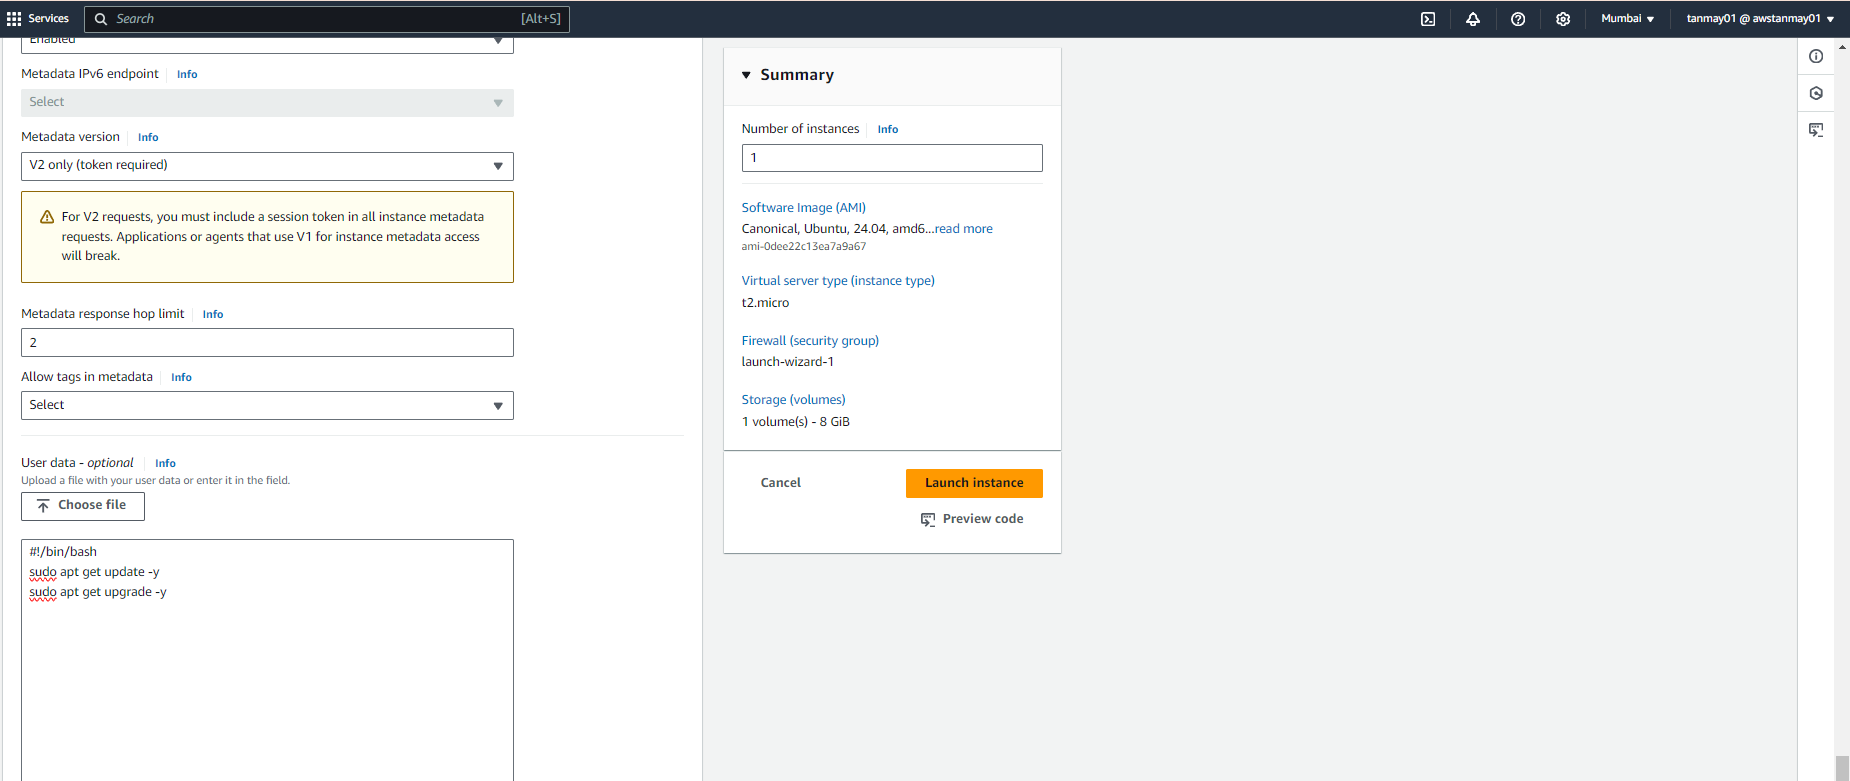 Services
Search [Alt+S]
Mumbai
tanmay01 @ awstanmay01
Enabled
Metadata IPv6 endpoint Info
Select
Metadata version Info
V2 only (token required)
For V2 requests, you must include a session token in all instance metadata
requests. Applications or agents that use V1 for instance metadata access
will break.
Metadata response hop limit Info
2
Allow tags in metadata Info
Select
User data - optional Info
Upload a file with your user data or enter it in the field.
Choose file
#!/bin/bash
sudo apt get update -y
sudo apt get upgrade -y
Summary
Number of instances Info
1
Software Image (AMI)
Canonical, Ubuntu, 24.04, amd6...read more
ami-0dee22c13ea7a9a67
Virtual server type (instance type)
t2.micro
Firewall (security group)
launch-wizard-1
Storage (volumes)
1 volume(s) - 8 GiB
Cancel
Launch instance
Preview code